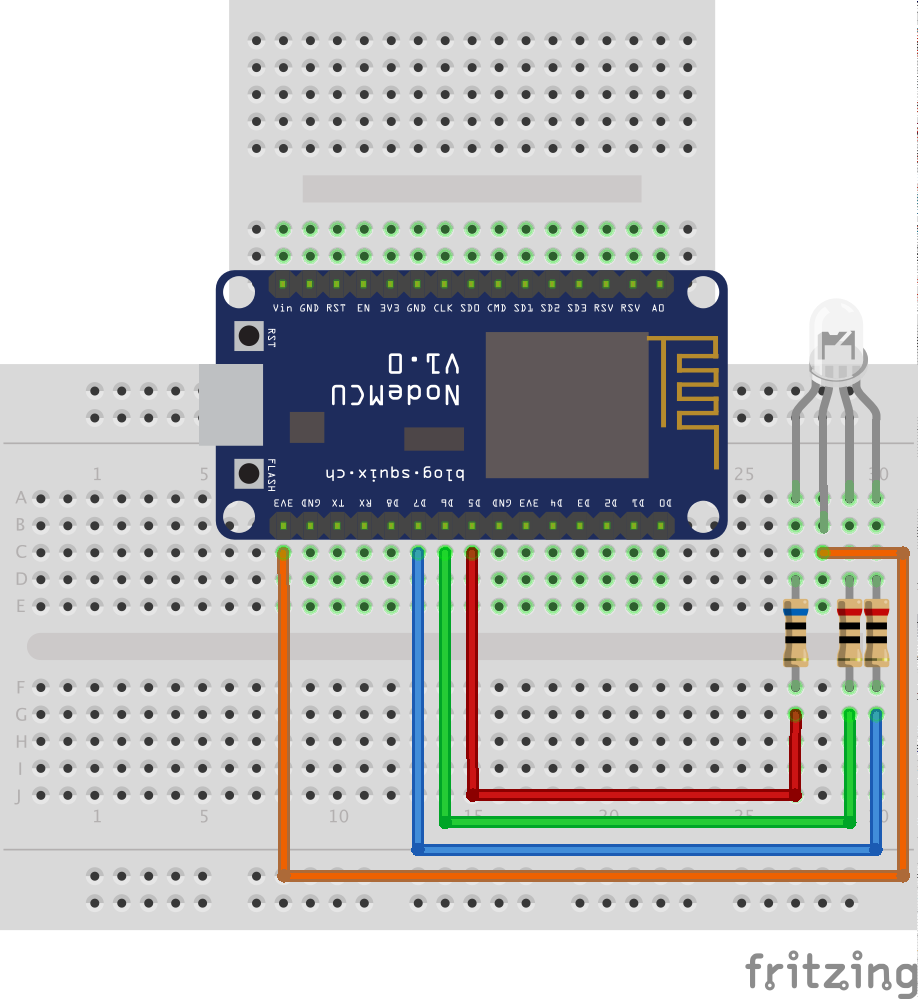 Vin GND RST EN 3V3 GND CLK SD0 CMD SD1 SD2 SD3 RSV RSV A0
RST
V1.0
NodeMCU
blog.squix.ch
FLASH
3V3 GND TX RX D8 D7 D6 D5 GND 3V3 D4 D3 D2 D1 D0
1 5 25 30
A
B
C
D
E
F
G
H
I
J
1 5 10 15 20 25 30
fritzing